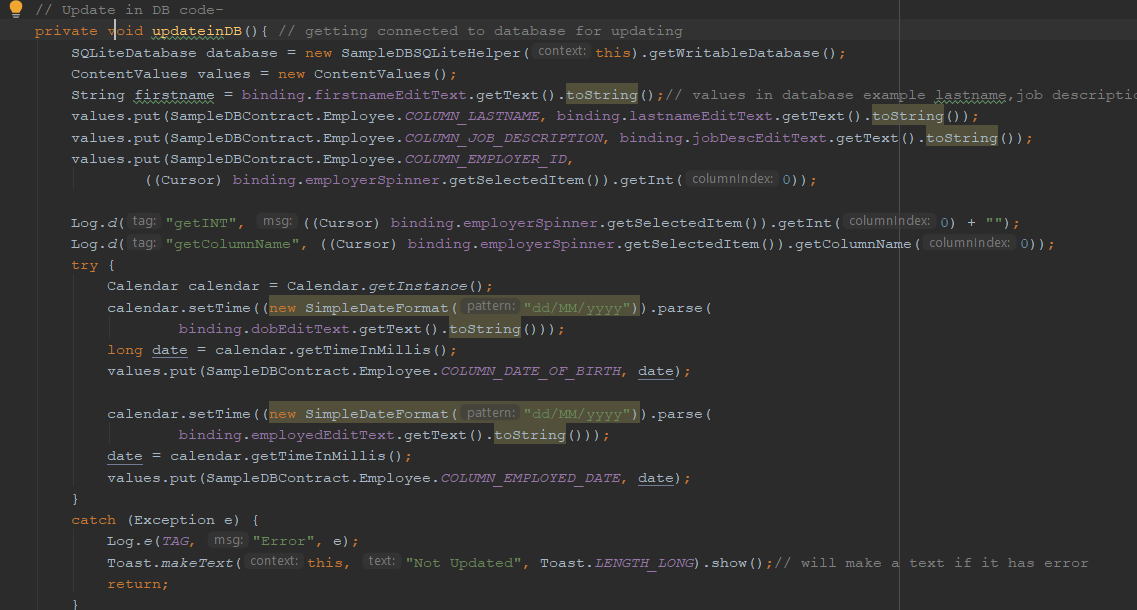 // Update in DB code-
private void updateinDB(){ // getting connected to database for updating
SQLiteDatabase database = new SampleDBSQLiteHelper( context: this).getWritableDatabase();
ContentValues values = new ContentValues();
String firstname = binding.firstnameEditText.getText().toString();// values in database example lastname,job descriptio
values.put(SampleDBContract.Employee.COLUMN_LASTNAME, binding.lastnameEditText.getText().toString());
values.put(SampleDBContract.Employee.COLUMN_JOB_DESCRIPTION, binding.jobDescEditText.getText().toString());
values.put(SampleDBContract.Employee.COLUMN_EMPLOYER_ID,
((Cursor) binding.employerSpinner.getSelectedItem()).getInt( columnIndex: 0));
Log.d( tag: "getINT", msg: ((Cursor) binding.employerSpinner.getSelectedItem()).getInt( columnIndex: 0) + "");
Log.d( tag: "getColumnName", ((Cursor) binding.employerSpinner.getSelectedItem()).getColumnName( columnIndex: 0));
try {
Calendar calendar = Calendar.getInstance();
calendar.setTime((new SimpleDateFormat( pattern: "dd/MM/yyyy")).parse(
binding.dobEditText.getText().toString()));
long date = calendar.getTimeInMillis();
values.put(SampleDBContract.Employee.COLUMN_DATE_OF_BIRTH, date);
calendar.setTime((new SimpleDateFormat( pattern: "dd/MM/yyyy")).parse(
binding.employedEditText.getText().toString()));
date = calendar.getTimeInMillis();
values.put(SampleDBContract.Employee.COLUMN_EMPLOYED_DATE, date);
}
catch (Exception e) {
Log.e(TAG, msg: "Error", e);
Toast.makeText( context: this, text: "Not Updated", Toast.LENGTH_LONG).show();// will make a text if it has error
return;
}